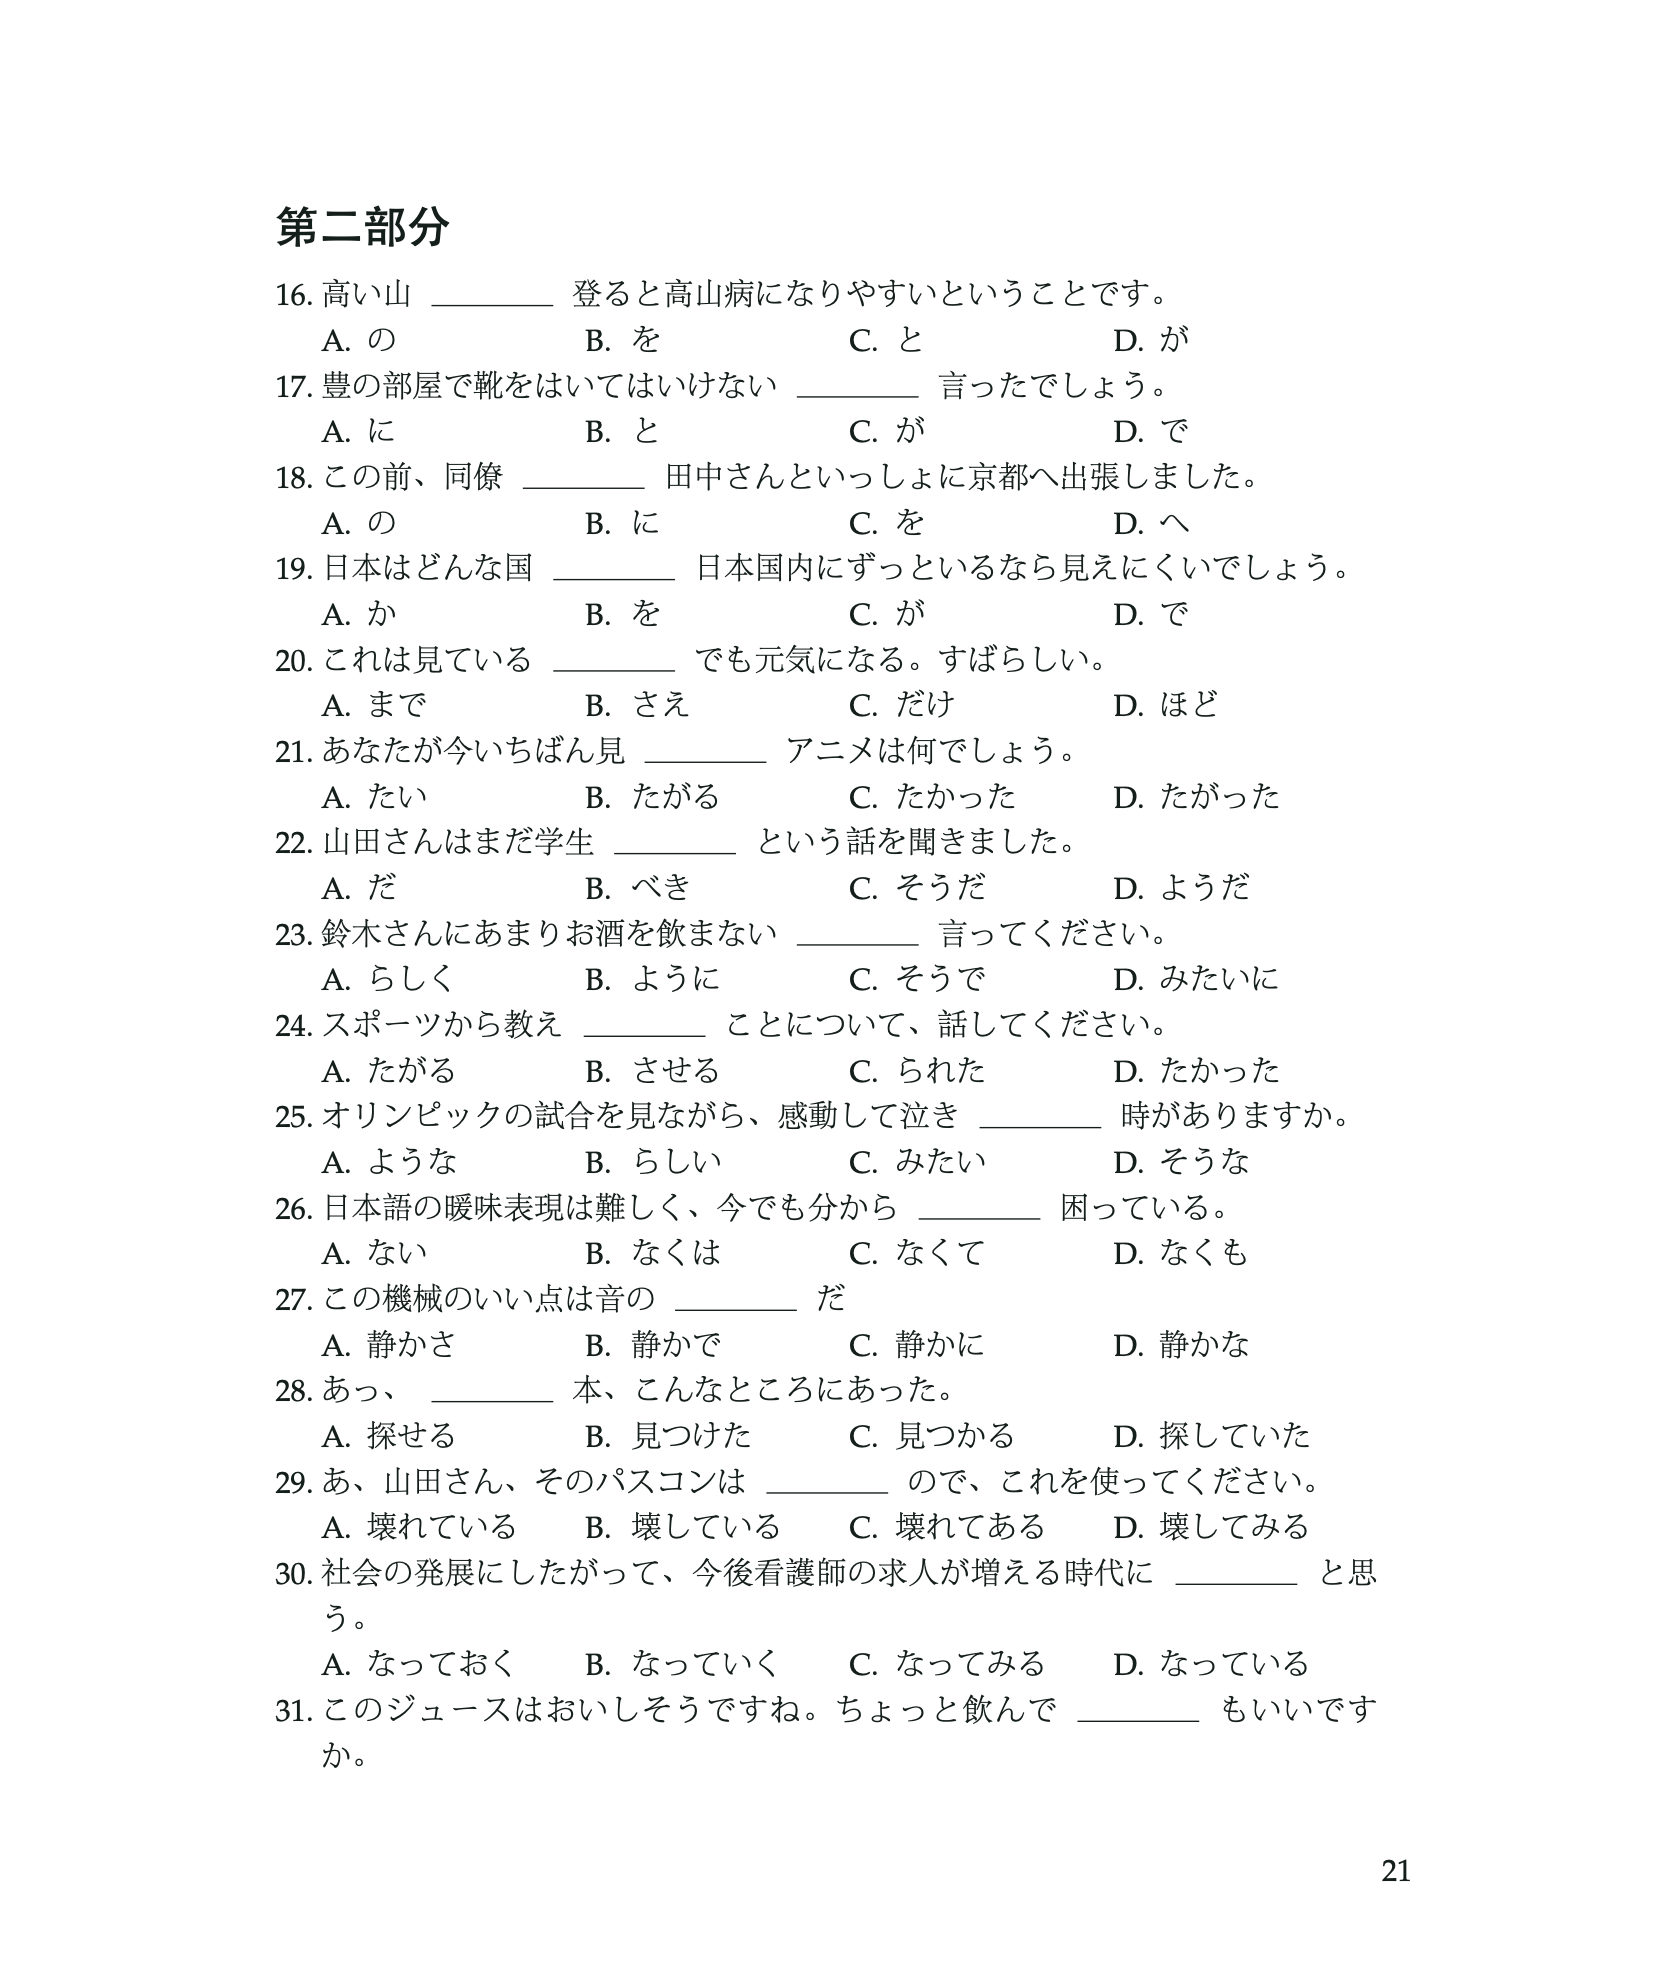 第二部分
16. 高い山 ________ 登ると高山病になりやすいということです。
A. の B. を C. と D. が
17. 豊の部屋で靴をはいてはいけない ________ 言ったでしょう。
A. に B. と C. が D. で
18. この前、同僚 ________ 田中さんといっしょに京都へ出張しました。
A. の B. に C. を D. へ
19. 日本はどんな国 ________ 日本国内にずっといるなら見えにくいでしょう。
A. か B. を C. が D. で
20. これは見ている ________ でも元気になる。すばらしい。
A. まで B. さえ C. だけ D. ほど
21. あなたが今いちばん見 ________ アニメは何でしょう。
A. たい B. たがる C. たかった D. たがった
22. 山田さんはまだ学生 ________ という話を聞きました。
A. だ B. べき C. そうだ D. ようだ
23. 鈴木さんにあまりお酒を飲まない ________ 言ってください。
A. らしく B. ように C. そうで D. みたいに
24. スポーツから教え ________ ことについて、話してください。
A. たがる B. させる C. られた D. たかった
25. オリンピックの試合を見ながら、感動して泣き ________ 時がありますか。
A. ような B. らしい C. みたい D. そうな
26. 日本語の暖味表現は難しく、今でも分から ________ 困っている。
A. ない B. なくは C. なくて D. なくも
27. この機械のいい点は音の ________ だ
A. 静かさ B. 静かで C. 静かに D. 静かな
28. あっ、 ________ 本、こんなところにあった。
A. 探せる B. 見つけた C. 見つかる D. 探していた
29. あ、山田さん、そのパスコンは ________ ので、これを使ってください。
A. 壊れている B. 壊している C. 壊れてある D. 壊してみる
30. 社会の発展にしたがって、今後看護師の求人が増える時代に ________ と思
う。
A. なっておく B. なっていく C. なってみる D. なっている
31. このジュースはおいしそうですね。ちょっと飲んで ________ もいいです
か。
21